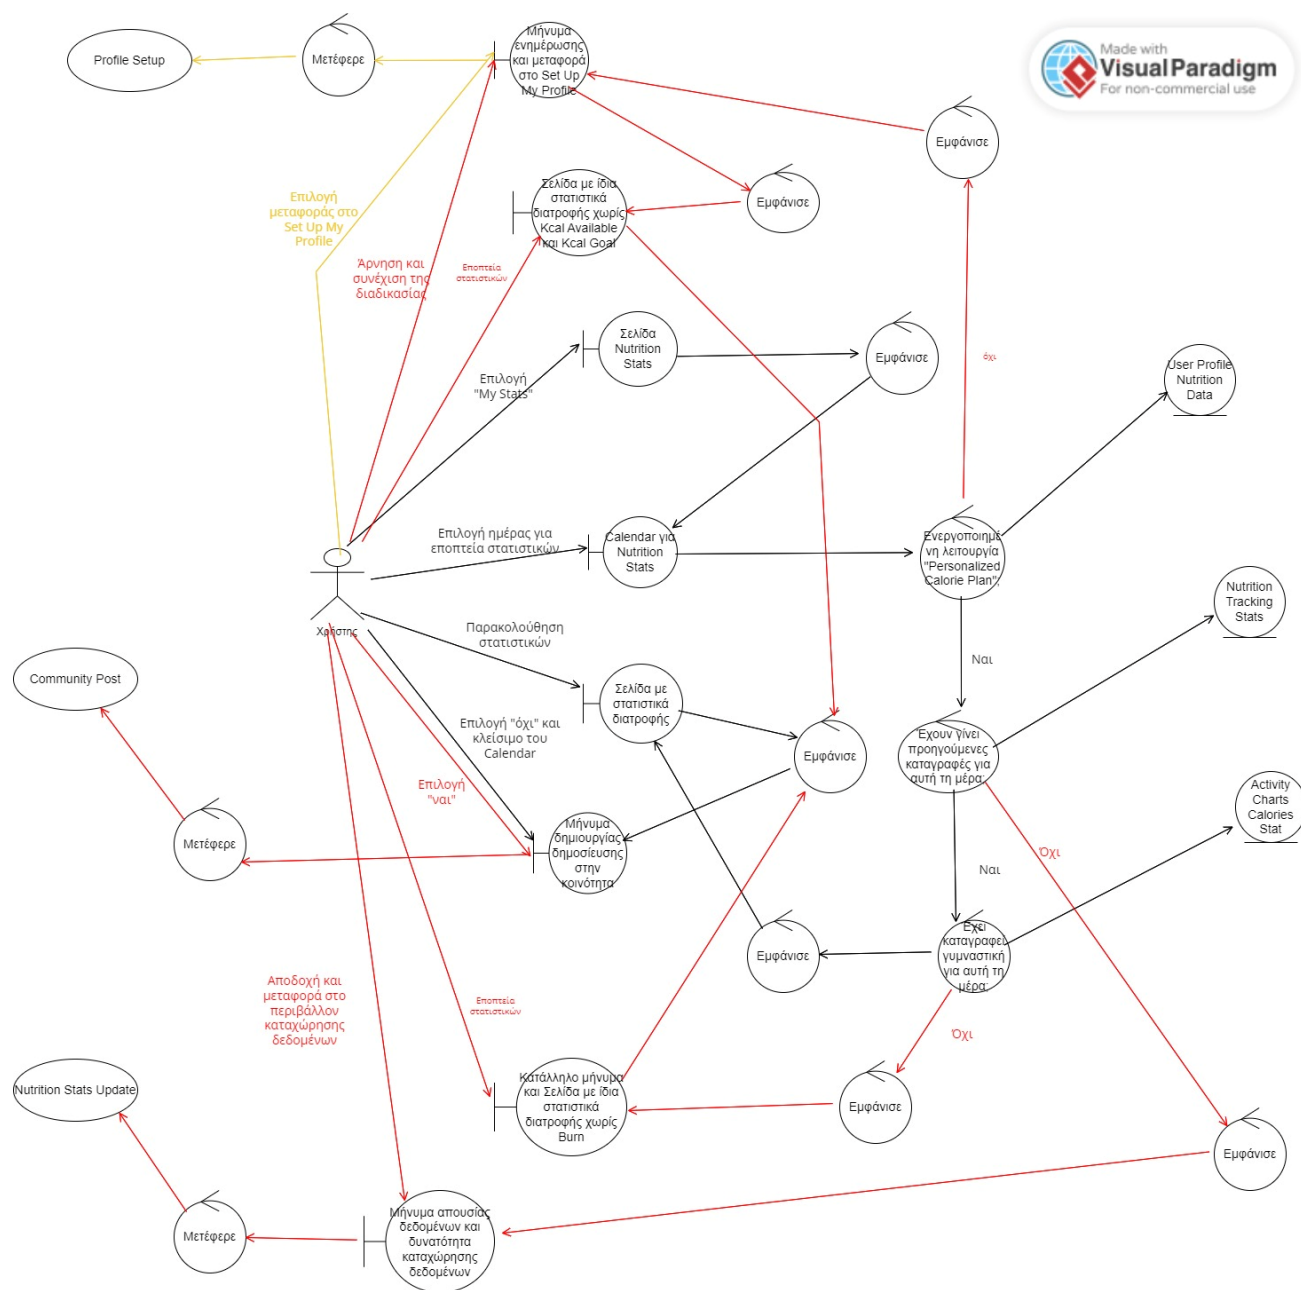 Μήνυμα
ενημέρωσης
και μεταφορά
στο Set Up
My Profile
Profile Setup
Μετέφερε
Made with
Visual Paradigm
For non-commercial use
Εμφάνισε
Σελίδα με ίδια
στατιστικά
διατροφής χωρίς
Kcal Available
και Kcal Goal
Εμφάνισε
Επιλογή
μεταφοράς στο
Set Up My
Profile
Άρνηση και
συνέχιση της
διαδικασίας
Εποπτεία
στατιστικών
Σελίδα
Nutrition
Stats
Εμφάνισε
όχι
User Profile
Nutrition
Data
Επιλογή
"My Stats"
Επιλογή ημέρας για
εποπτεία στατιστικών
Calendar για
Nutrition
Stats
Ενεργοποιημέ
νη λειτουργία
"Personalized
Calorie Plan";
Nutrition
Tracking
Stats
Χρήστης
Παρακολούθηση
στατιστικών
Ναι
Community Post
Σελίδα με
στατιστικά
διατροφής
Επιλογή "όχι" και
κλείσιμο του
Calendar
Εμφάνισε
Έχουν γίνει
προηγούμενες
καταγραφές για
αυτή τη μέρα;
Επιλογή
"ναι"
Activity
Charts
Calories
Stat
Μετέφερε
Μήνυμα
δημιουργίας
δημοσίευσης
στην
κοινότητα
Όχι
Ναι
Εμφάνισε
Έχει
καταγραφεί
γυμναστική
για αυτή τη
μέρα;
Αποδοχή και
μεταφορά στο
περιβάλλον
καταχώρησης
δεδομένων
Εποπτεία
στατιστικών
Όχι
Nutrition Stats Update
Κατάλληλο μήνυμα
και Σελίδα με ίδια
στατιστικά
διατροφής χωρίς
Burn
Εμφάνισε
Εμφάνισε
Μετέφερε
Μήνυμα απουσίας
δεδομένων και
δυνατότητα
καταχώρησης
δεδομένων